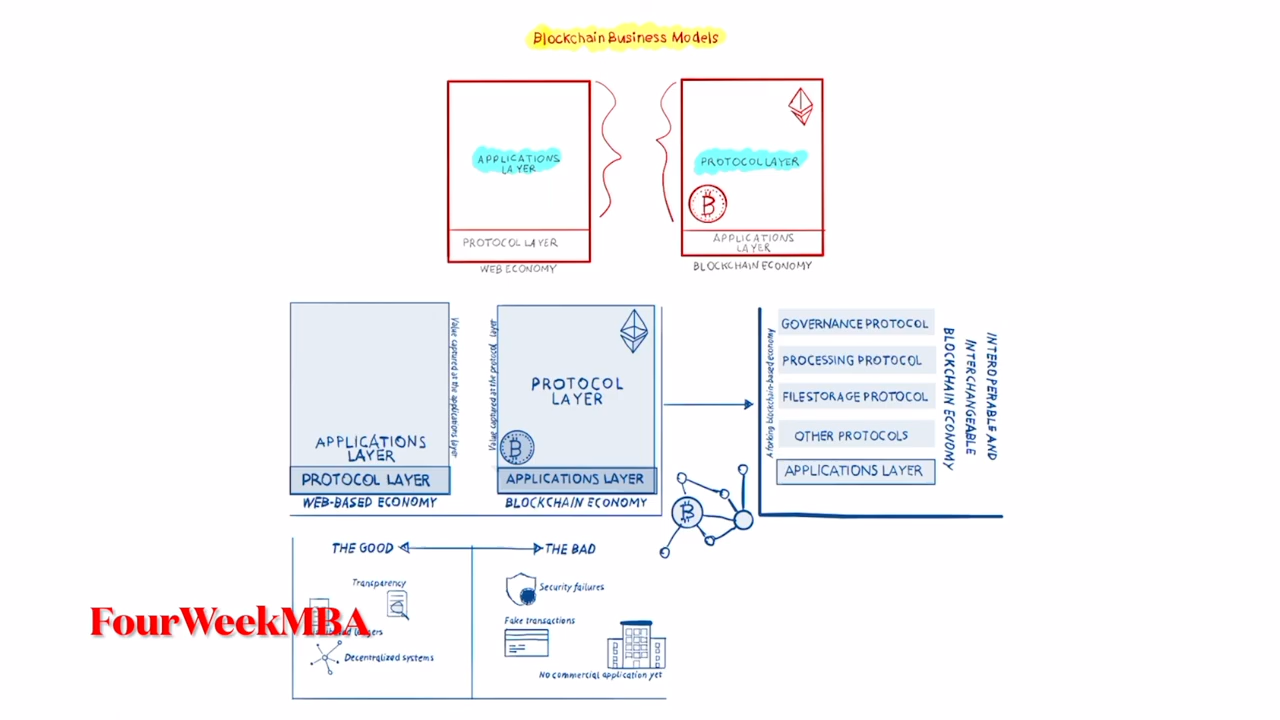 Blockchain Business Models
APPLICATIONS
LAYER
PROTOCOL LAYER
WEB ECONOMY
PROTOCOL LAYER
APPLICATIONS
LAYER
BLOCKCHAIN ECONOMY
APPLICATIONS
LAYER
PROTOCOL LAYER
WEB-BASED ECONOMY
Value captured at the applications layer
Value captured at the protocol layer
PROTOCOL
LAYER
APPLICATIONS LAYER
BLOCKCHAIN ECONOMY
A forking blockchain-based economy
GOVERNANCE PROTOCOL
PROCESSING PROTOCOL
FILESTORAGE PROTOCOL
OTHER PROTOCOLS
APPLICATIONS LAYER
INTEROPERABLE AND
INTERCHANGEABLE
BLOCKCHAIN ECONOMY
THE GOOD
THE BAD
Transparency
Decentralized systems
Security failures
Fake transactions
No commercial application yet
FourWeekMBA